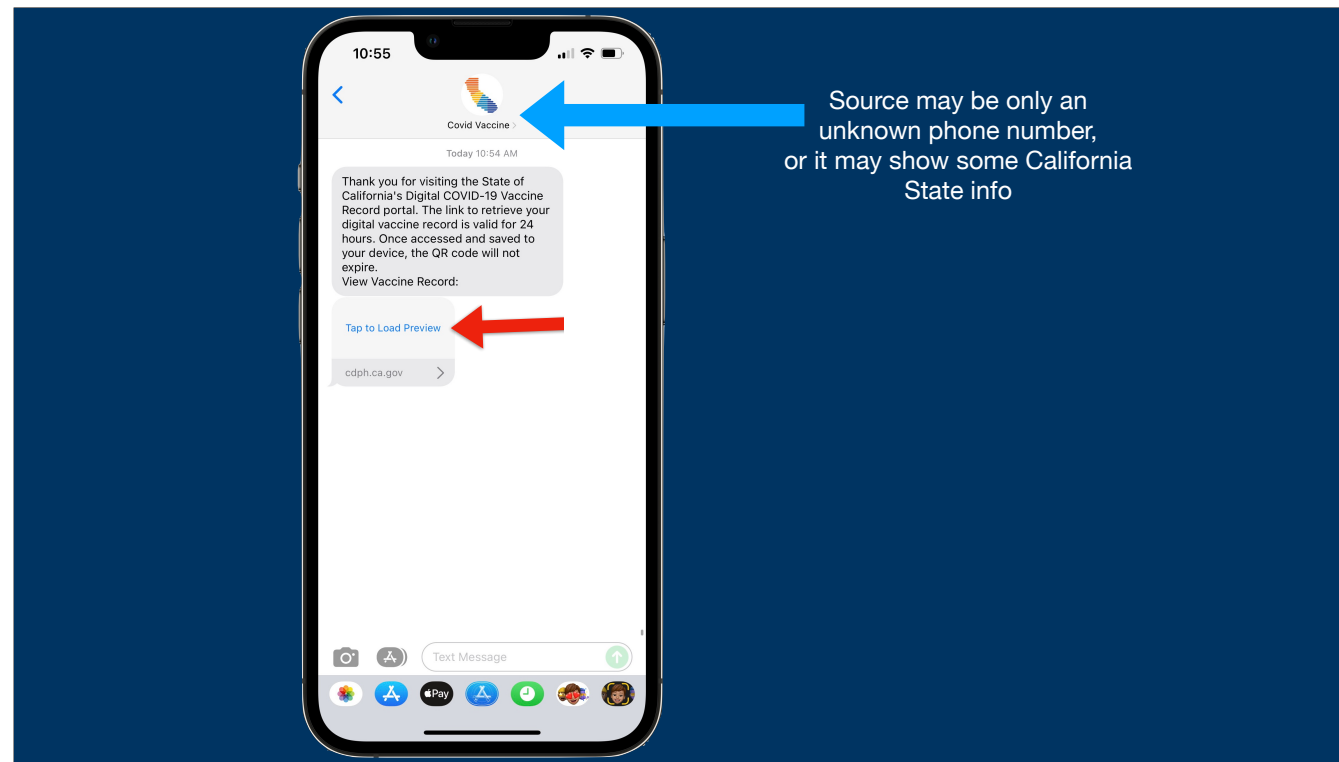 10:55
Covid Vaccine
Today 10:54 AM
Thank you for visiting the State of
California's Digital COVID-19 Vaccine
Record portal. The link to retrieve your
digital vaccine record is valid for 24
hours. Once accessed and saved to
your device, the QR code will not
expire.
View Vaccine Record:
Tap to Load Preview
cdph.ca.gov
Text Message
Pay
Source may be only an
unknown phone number,
or it may show some California
State info